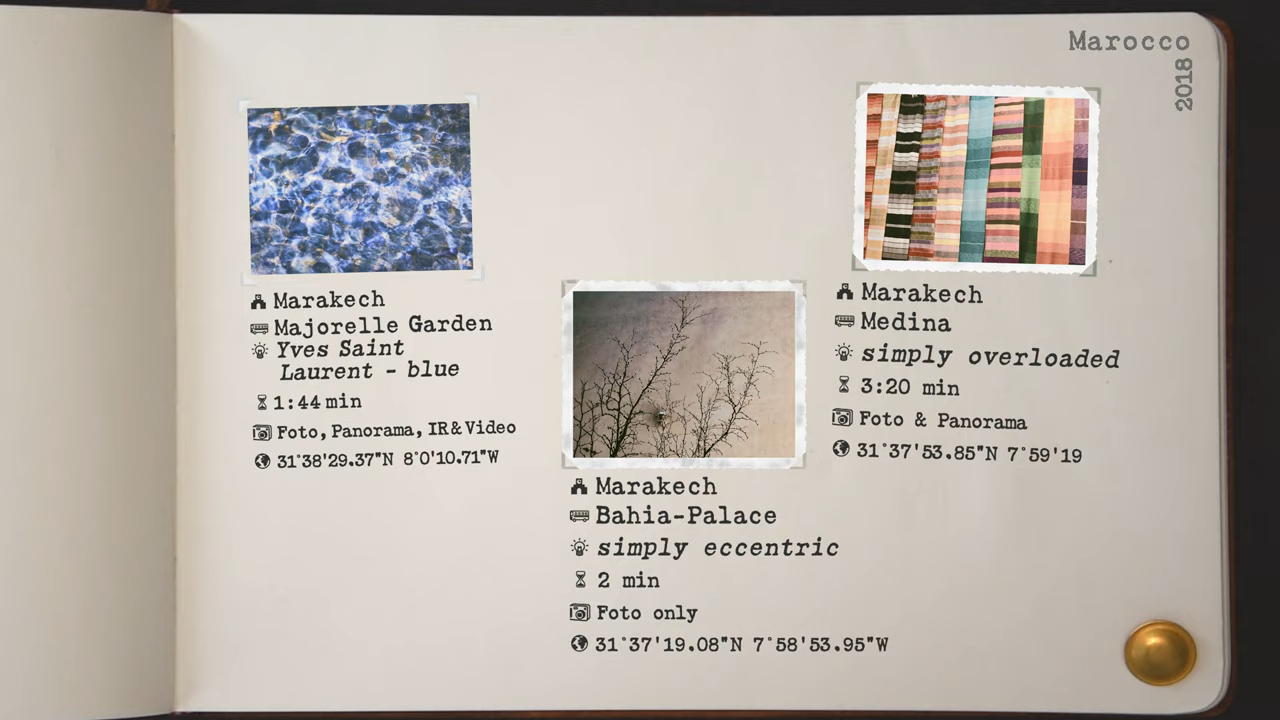 Marocco
2018
Marakech
Majorelle Garden
Yves Saint
Laurent - blue
1:44 min
Foto, Panorama, IR & Video
31°38'29.37"N 8°0'10.71"W
Marakech
Bahia-Palace
simply eccentric
2 min
Foto only
31°37'19.08"N 7°58'53.95"W
Marakech
Medina
simply overloaded
3:20 min
Foto & Panorama
31°37'53.85"N 7°59'19